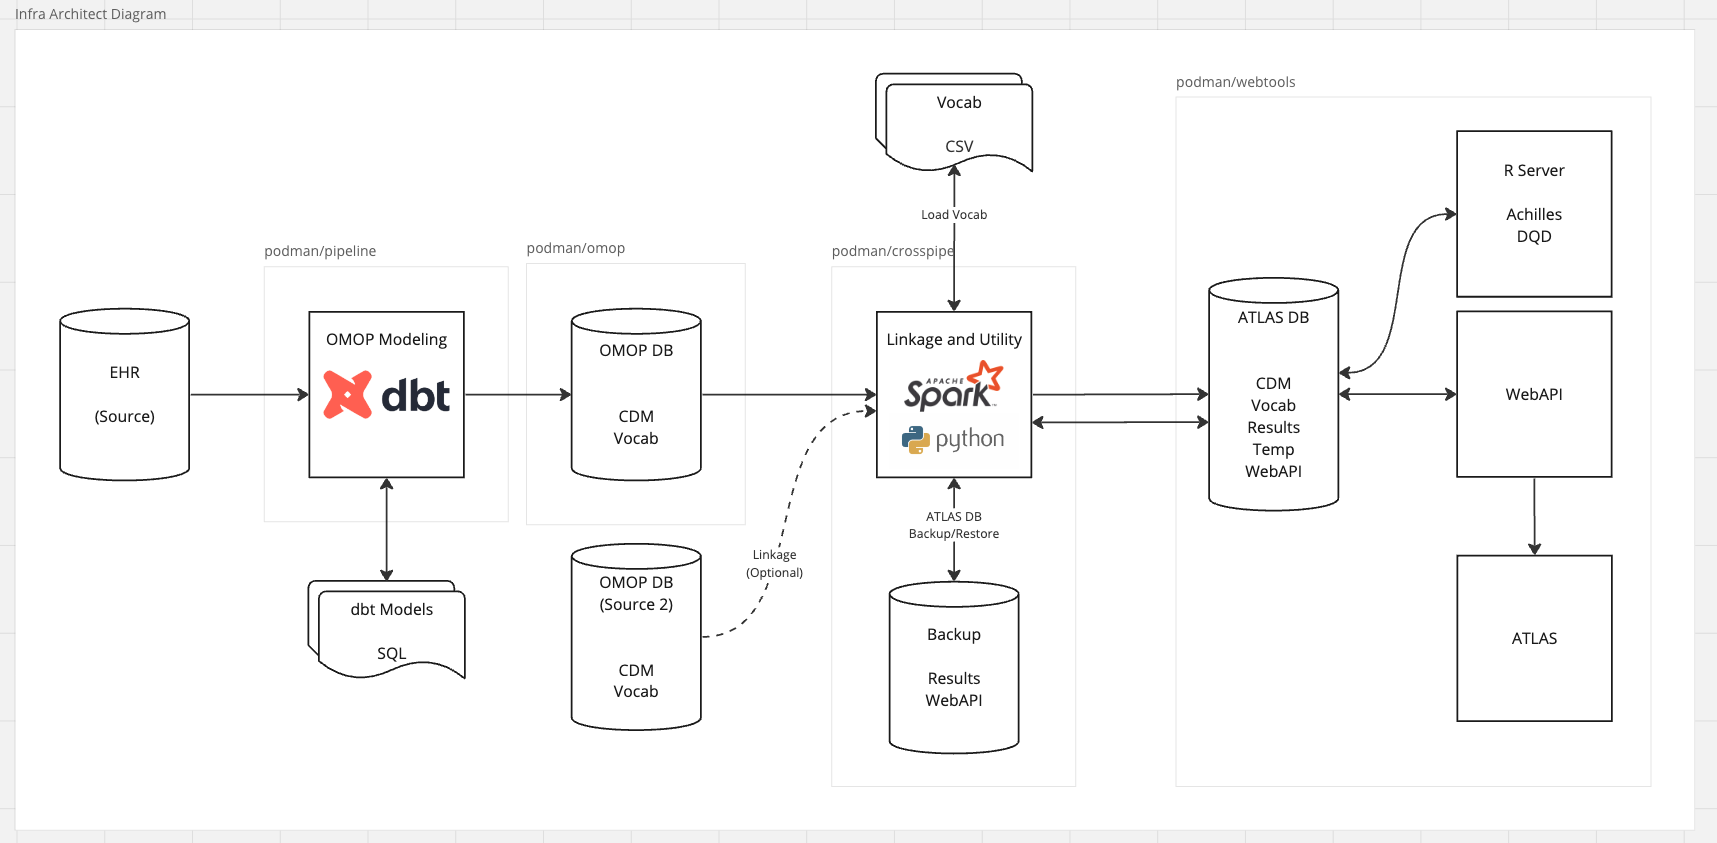 Infra Architect Diagram
podman/webtools
Vocab
CSV
Load Vocab
podman/pipeline
podman/omop
podman/crosspipe
EHR
(Source)
OMOP Modeling
dbt
dbt Models
SQL
OMOP DB
CDM
Vocab
OMOP DB
(Source 2)
CDM
Vocab
Linkage
(Optional)
Linkage and Utility
APACHE
Spark
python
ATLAS DB
Backup/Restore
Backup
Results
WebAPI
ATLAS DB
CDM
Vocab
Results
Temp
WebAPI
R Server
Achilles
DQD
WebAPI
ATLAS